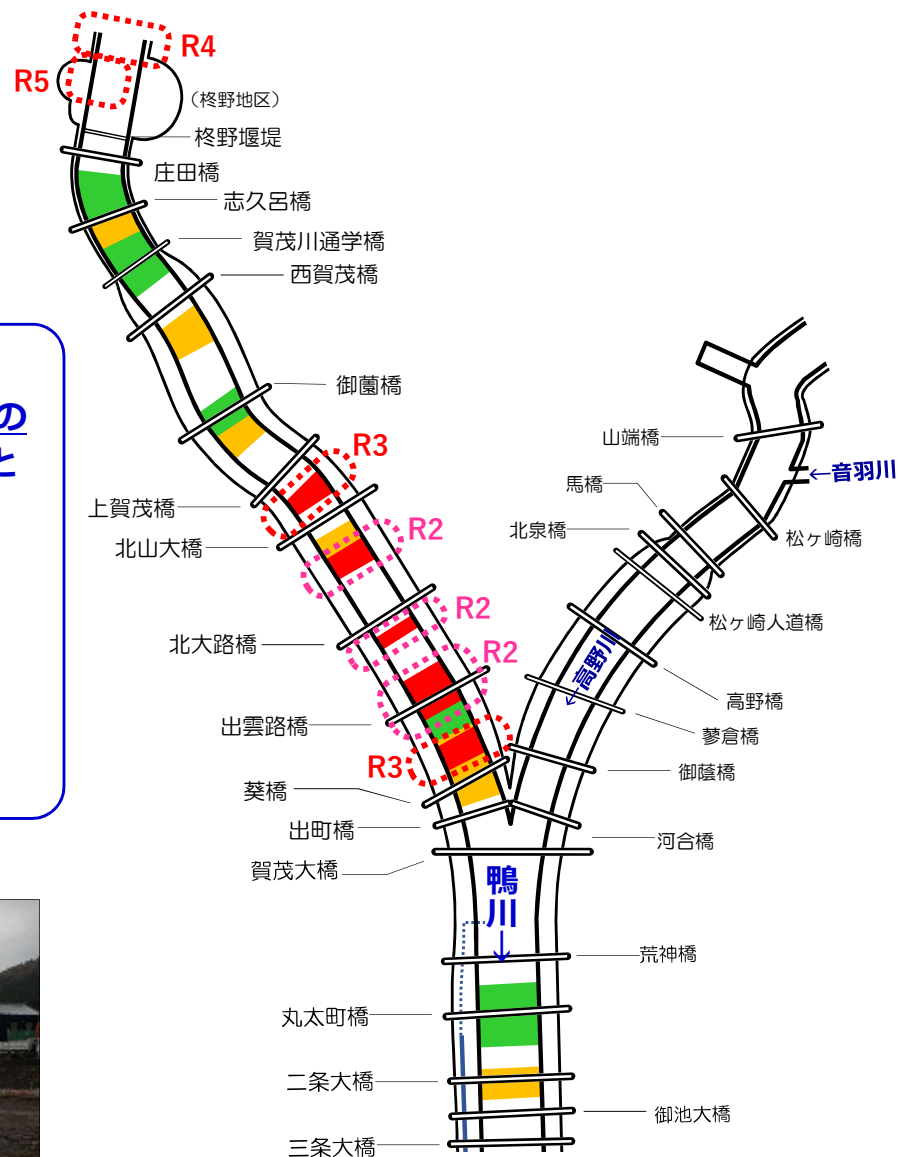 R4
R5
（柊野地区）
柊野堰堤
庄田橋
志久呂橋
賀茂川通学橋
西賀茂橋
御薗橋
の
と
R3
上賀茂橋
北山大橋
R2
北大路橋
R2
R2
出雲路橋
R3
葵橋
出町橋
賀茂大橋
山端橋
←音羽川
馬橋
北泉橋
松ヶ崎橋
松ヶ崎人道橋
←高野川
高野橋
蓼倉橋
御蔭橋
河合橋
鴨川
↓
荒神橋
丸太町橋
二条大橋
御池大橋
三条大橋